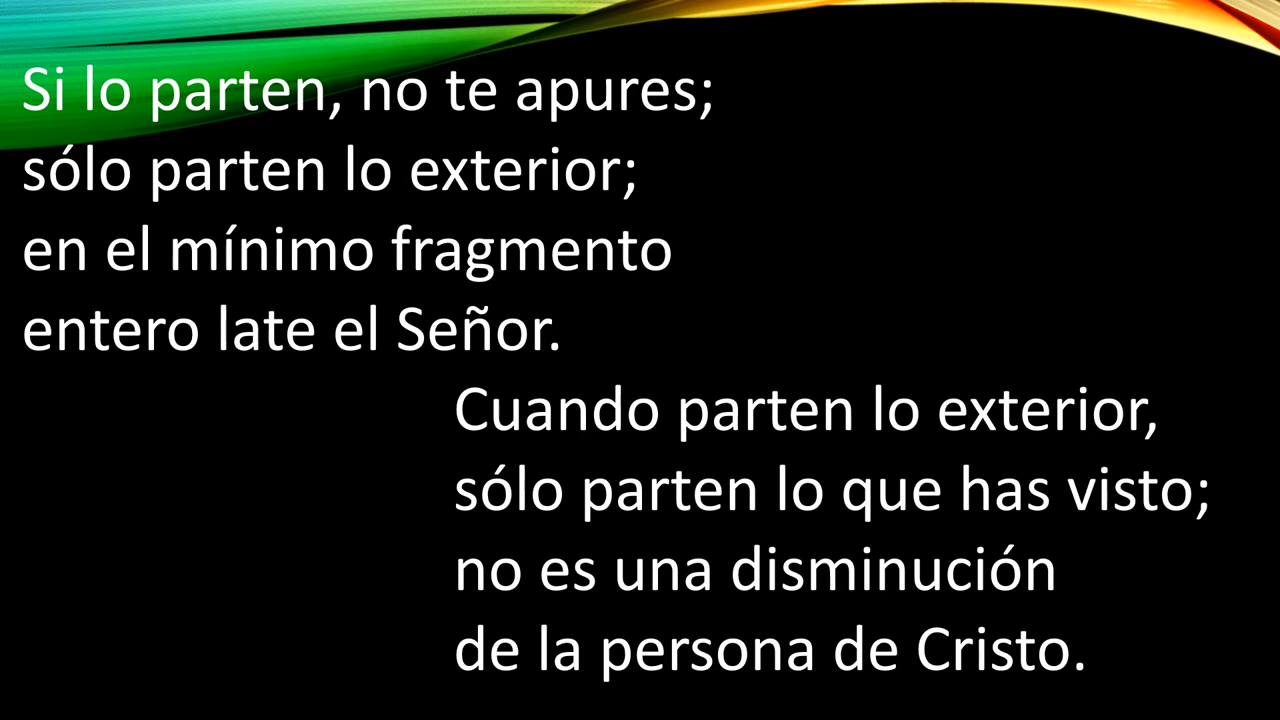 Si lo parten, no te apures;
sólo parten lo exterior;
en el mínimo fragmento
entero late el Señor.
Cuando parten lo exterior,
sólo parten lo que has visto;
no es una disminución
de la persona de Cristo.